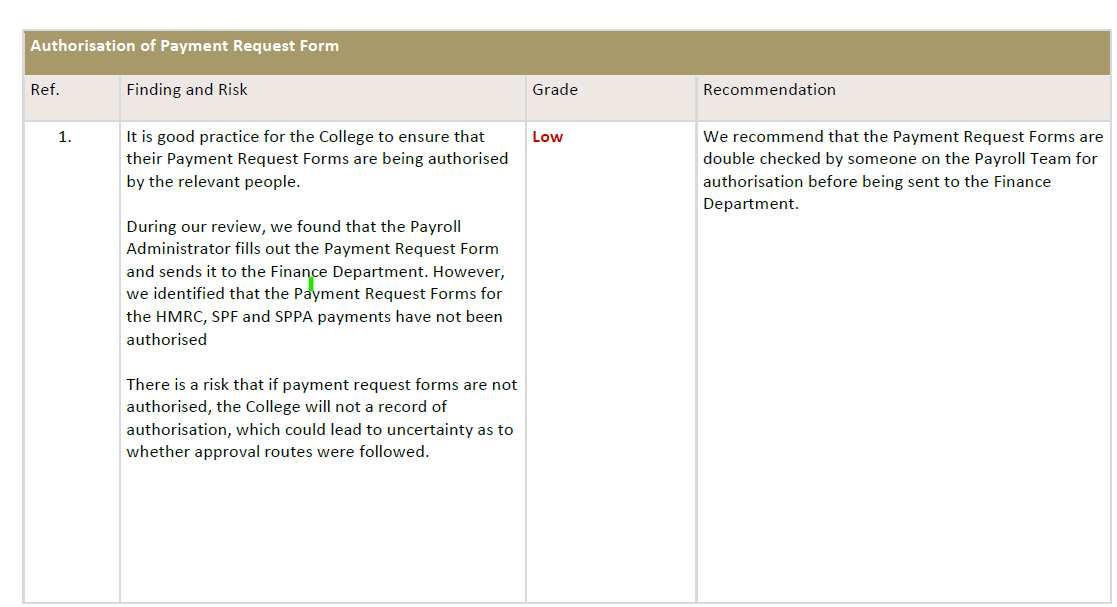 Authorisation of Payment Request Form
Ref.
Finding and Risk
Grade
Recommendation
1.
It is good practice for the College to ensure that
their Payment Request Forms are being authorised
by the relevant people.
During our review, we found that the Payroll
Administrator fills out the Payment Request Form
and sends it to the Finance Department. However,
we identified that the Payment Request Forms for
the HMRC, SPF and SPPA payments have not been
authorised
There is a risk that if payment request forms are not
authorised, the College will not a record of
authorisation, which could lead to uncertainty as to
whether approval routes were followed.
Low
We recommend that the Payment Request Forms are
double checked by someone on the Payroll Team for
authorisation before being sent to the Finance
Department.